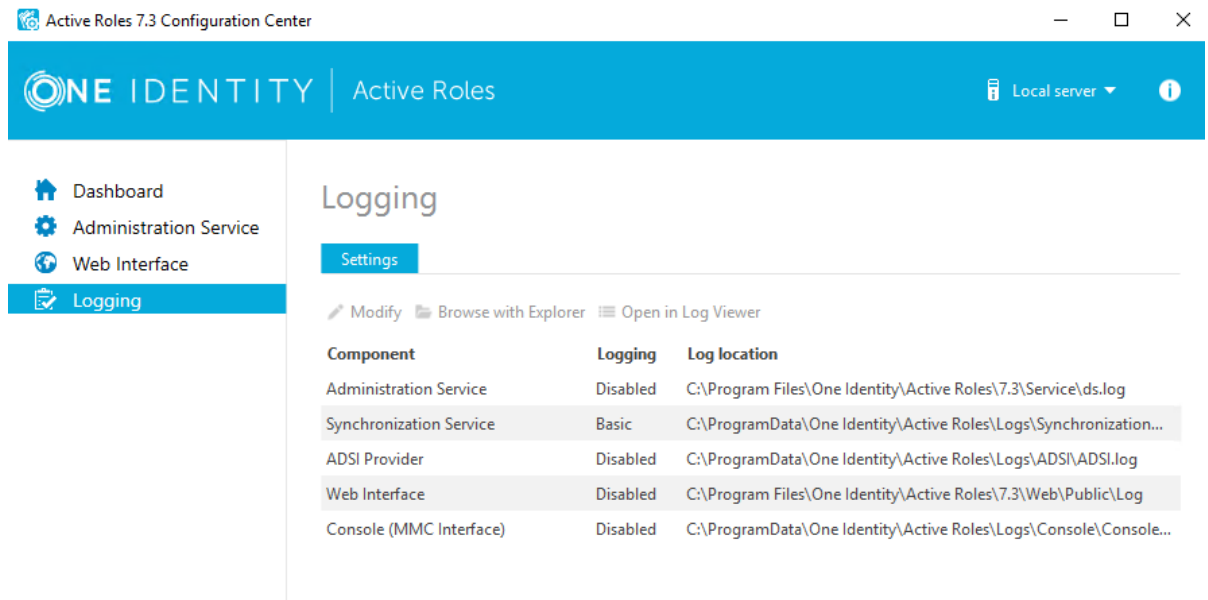 Active Roles 7.3 Configuration Center
ONE IDENTITY Active Roles Local server
Dashboard
Administration Service
Web Interface
Logging
Logging
Settings
Modify Browse with Explorer Open in Log Viewer
Component Logging Log location
Administration Service Disabled C:\Program Files\One Identity\Active Roles\7.3\Service\ds.log
Synchronization Service Basic C:\ProgramData\One Identity\Active Roles\Logs\Synchronization...
ADSI Provider Disabled C:\ProgramData\One Identity\Active Roles\Logs\ADSI\ADSI.log
Web Interface Disabled C:\Program Files\One Identity\Active Roles\7.3\Web\Public\Log
Console (MMC Interface) Disabled C:\ProgramData\One Identity\Active Roles\Logs\Console\Console...